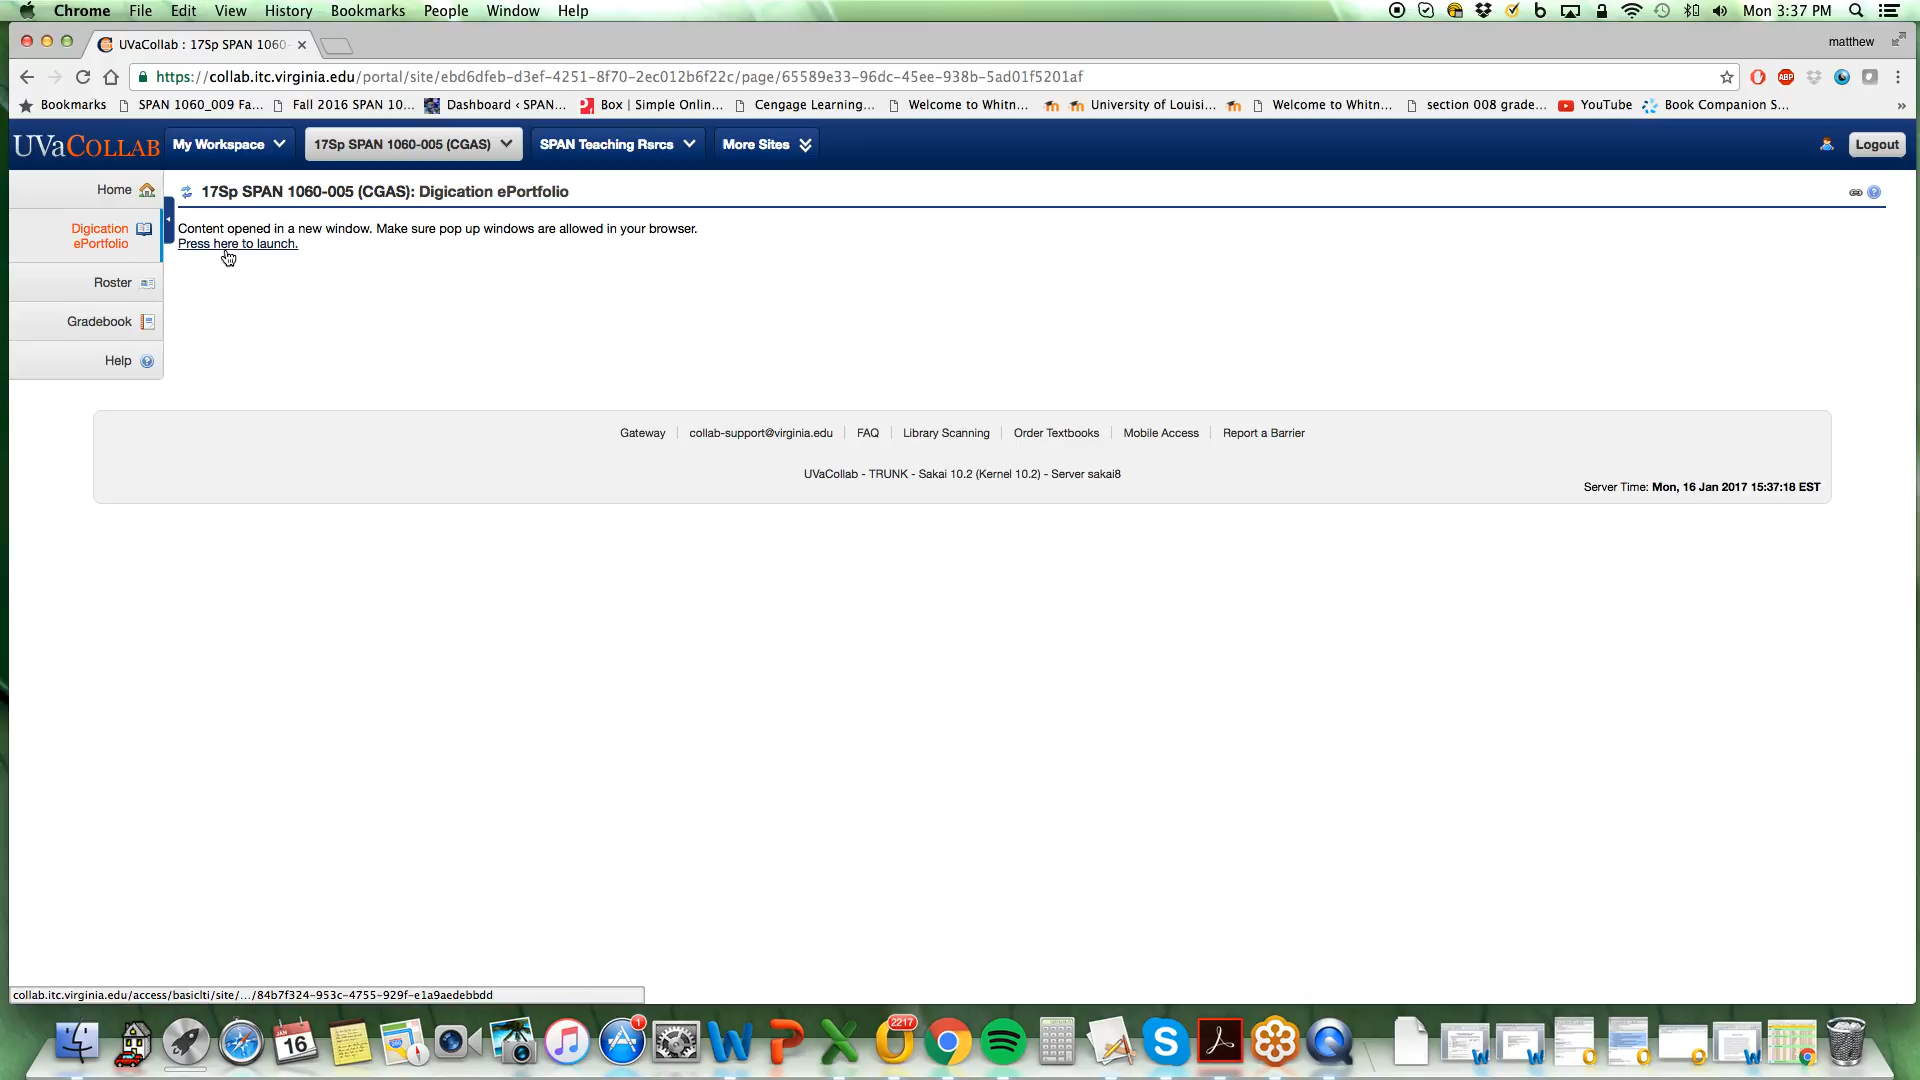 Chrome File Edit View History Bookmarks People Window Help
Mon 3:37 PM
UVaCollab : 17Sp SPAN 1060-
matthew
https://collab.itc.virginia.edu/portal/site/ebd6dfeb-d3ef-4251-8f70-2ec012b6f22c/page/65589e33-96dc-45ee-938b-5ad01f5201af
ABP
Bookmarks SPAN 1060_009 Fa... Fall 2016 SPAN 10... Dashboard ‹ SPAN... Box | Simple Onlin... Cengage Learning... Welcome to Whitn... University of Louisi... Welcome to Whitn... section 008 grade... YouTube Book Companion S... »
UVaCollab My Workspace 17Sp SPAN 1060-005 (CGAS) SPAN Teaching Rsrcs More Sites Logout
Home
Digication
ePortfolio
Roster
Gradebook
Help
17Sp SPAN 1060-005 (CGAS): Digication ePortfolio
Content opened in a new window. Make sure pop up windows are allowed in your browser.
Press here to launch.
Gateway collab-support@virginia.edu FAQ Library Scanning Order Textbooks Mobile Access Report a Barrier
UVaCollab - TRUNK - Sakai 10.2 (Kernel 10.2) - Server sakai8
Server Time: Mon, 16 Jan 2017 15:37:18 EST
collab.itc.virginia.edu/access/basiclti/site/.../84b7f324-953c-4755-929f-e1a9aedebbdd
JAN
16
1
2217